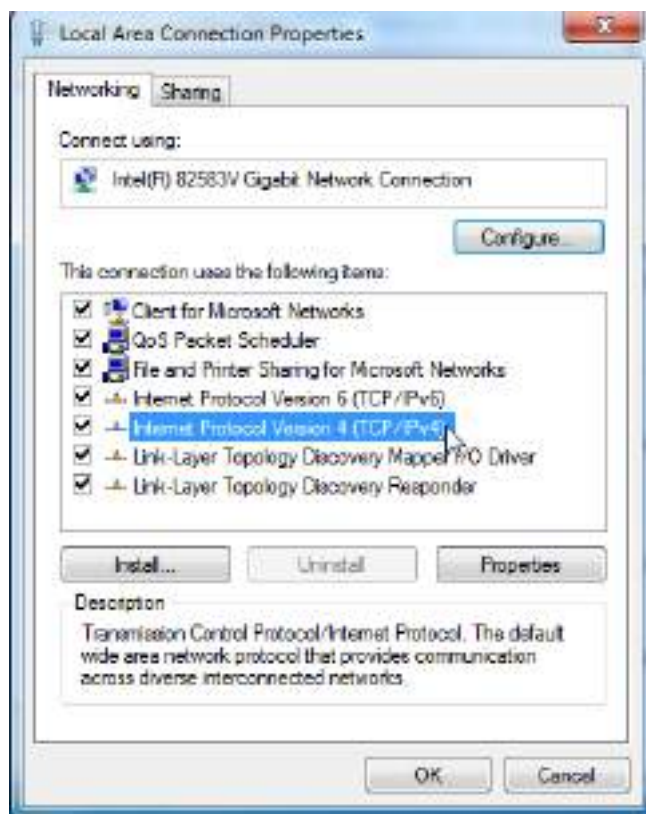 Local Area Connection Properties
Networking
Sharing
Connect using:
Intel(R) 82583V Gigabit Network Connection
Configure...
This connection uses the following items:
Client for Microsoft Networks
QoS Packet Scheduler
File and Printer Sharing for Microsoft Networks
Internet Protocol Version 6 (TCP/IPv6)
Internet Protocol Version 4 (TCP/IPv4)
Link-Layer Topology Discovery Mapper I/O Driver
Link-Layer Topology Discovery Responder
Install...
Uninstall
Properties
Description
Transmission Control Protocol/Internet Protocol. The default
wide area network protocol that provides communication
across diverse interconnected networks.
OK
Cancel